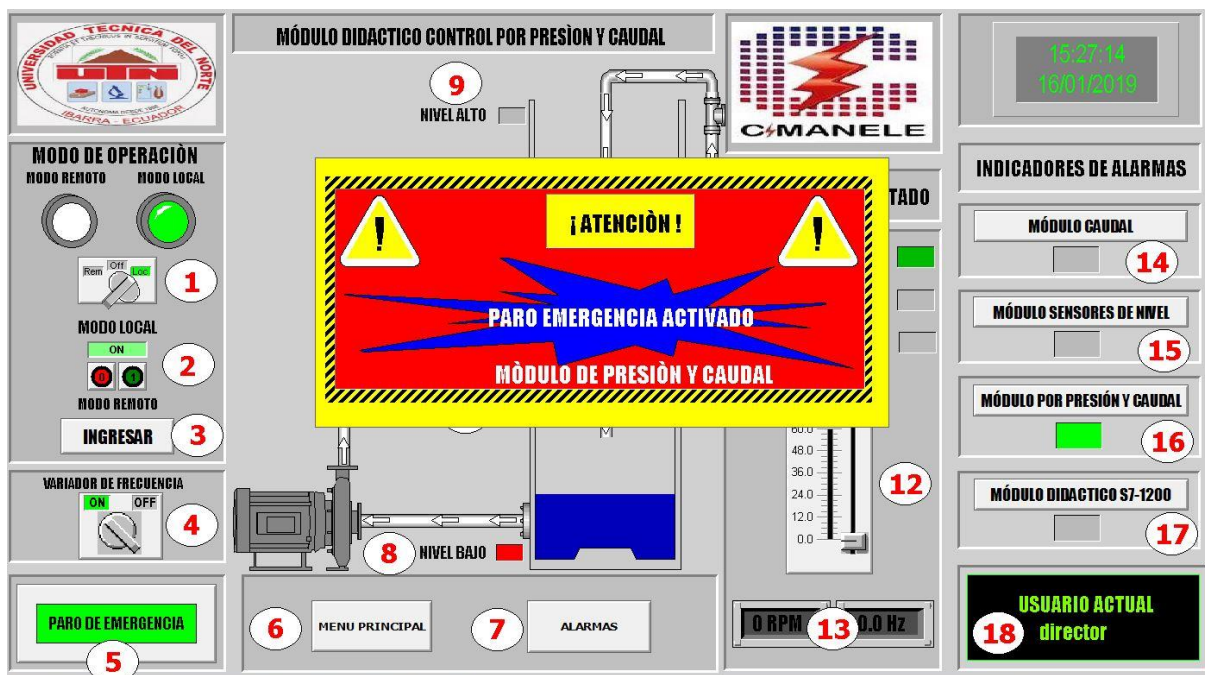 UNIVERSIDAD TECNICA DEL NORTE
UTN
IBARRA - ECUADOR
MÓDULO DIDACTICO CONTROL POR PRESÌON Y CAUDAL
C MANELE
15:27:14
16/01/2019
MODO DE OPERACIÒN
MODO REMOTO MODO LOCAL
Rem Off Loc
1
MODO LOCAL
ON
0 1
2
MODO REMOTO
INGRESAR
3
VARIADOR DE FRECUENCIA
ON OFF
4
PARO DE EMERGENCIA
5
9
NIVEL ALTO
¡ ATENCIÒN !
PARO EMERGENCIA ACTIVADO
MÒDULO DE PRESIÒN Y CAUDAL
8
NIVEL BAJO
6
MENU PRINCIPAL
7
ALARMAS
TADO
60.0
48.0
36.0
24.0
12.0
0.0
12
0 RPM
13
0.0 Hz
INDICADORES DE ALARMAS
MÓDULO CAUDAL
14
MÓDULO SENSORES DE NIVEL
15
MÓDULO POR PRESIÓN Y CAUDAL
16
MÓDULO DIDACTICO S7-1200
17
USUARIO ACTUAL
18
director